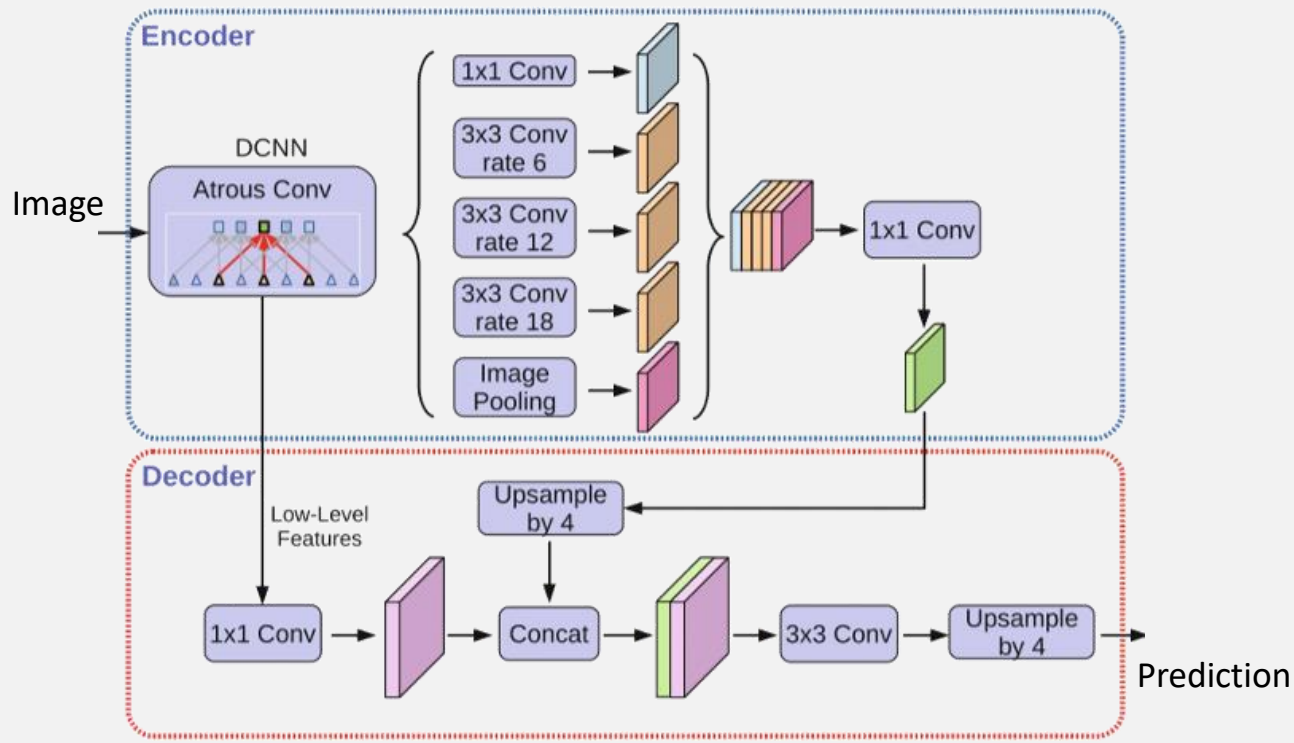 Encoder
DCNN
Atrous Conv
Image
1x1 Conv
3x3 Conv
rate 6
3x3 Conv
rate 12
3x3 Conv
rate 18
Image
Pooling
1x1 Conv
Decoder
Low-Level
Features
Upsample
by 4
1x1 Conv
Concat
3x3 Conv
Upsample
by 4
Prediction